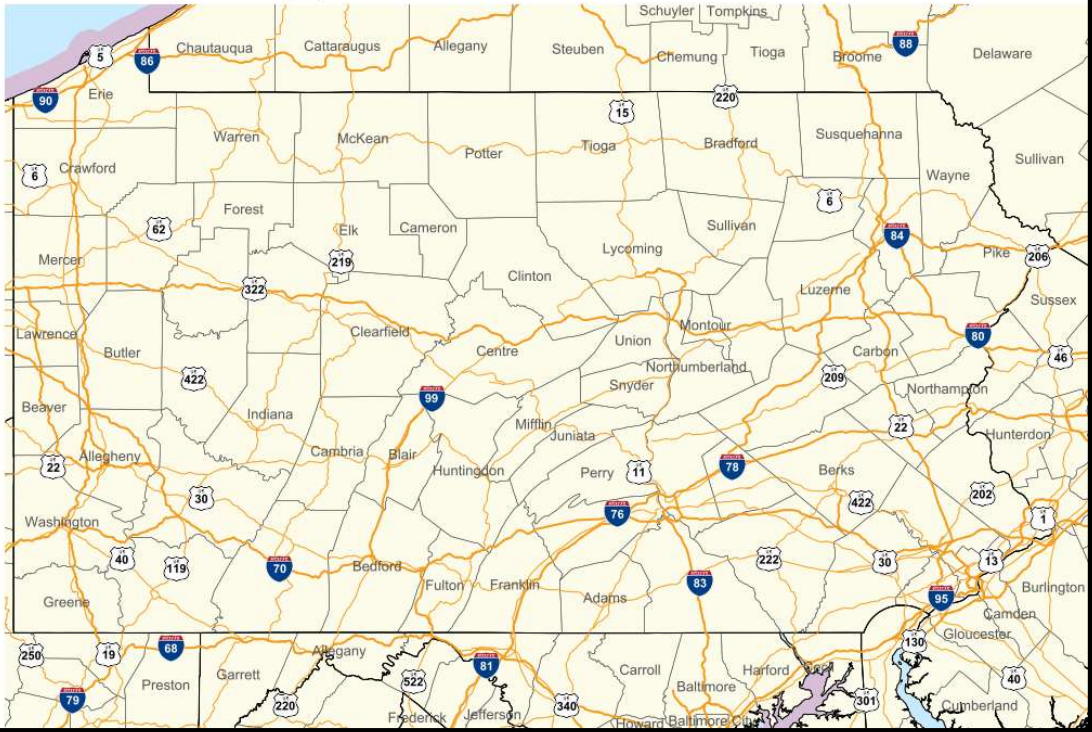 Schuyler Tompkins
5
Chautauqua
Cattaraugus
Allegany
Steuben
Chemung
Tioga
Broome
88
Delaware
86
90
Erie
15
220
Warren
McKean
Potter
Tioga
Bradford
Susquehanna
Sullivan
6
Crawford
Wayne
62
Forest
Elk
Cameron
Sullivan
6
84
Mercer
219
Lycoming
Pike
206
322
Clinton
Luzerne
Sussex
Lawrence
Butler
Clearfield
Centre
Union
Montour
80
46
422
Northumberland
Carbon
209
Snyder
Northampton
Beaver
Indiana
99
Mifflin
Juniata
22
Hunterdon
22
Allegheny
Cambria
Blair
Huntingdon
Perry
11
78
Berks
30
76
422
202
Washington
1
40
119
70
Bedford
Fulton
Franklin
83
222
30
13
Greene
Adams
95
Burlington
Camden
Gloucester
250
19
68
Allegany
130
Preston
Garrett
522
81
Carroll
Harford
Cecil
79
220
340
Baltimore
301
40
Frederick
Jefferson
Howard
Baltimore City
Cumberland